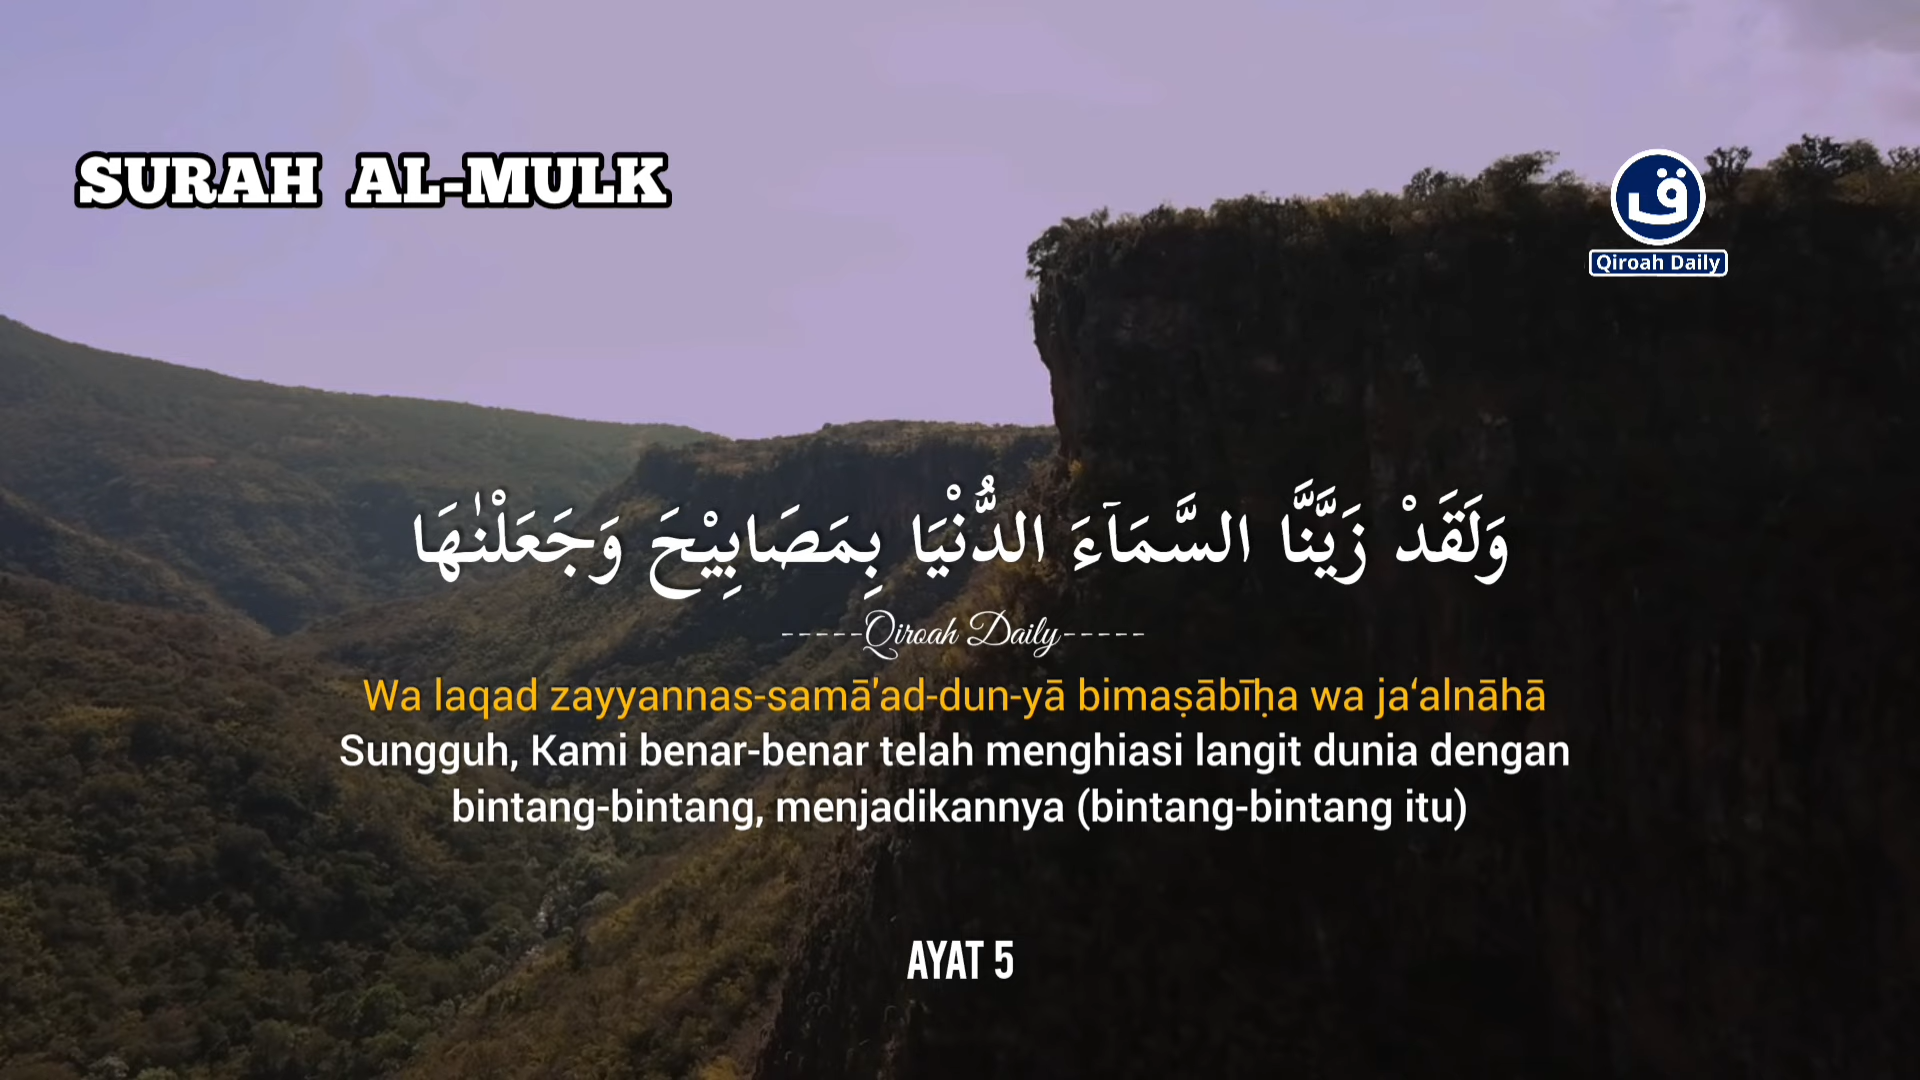 SURAH AL-MULK
ق
Qiroah Daily
وَلَقَدْ زَيَّنَّا السَّمَاۤءَ الدُّنْيَا بِمَصَابِيْحَ وَجَعَلْنٰهَا
-----Qiroah Daily-----
Wa laqad zayyannas-samā'ad-dun-yā bimaṣābīḥa wa ja‘alnāhā
Sungguh, Kami benar-benar telah menghiasi langit dunia dengan
bintang-bintang, menjadikannya (bintang-bintang itu)
AYAT 5